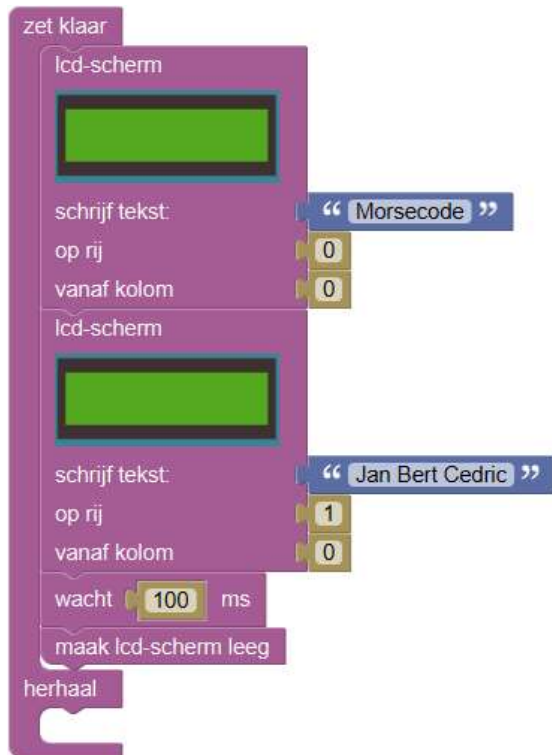 zet klaar
lcd-scherm
schrijf tekst: “ Morsecode ”
op rij 0
vanaf kolom 0
lcd-scherm
schrijf tekst: “ Jan Bert Cedric ”
op rij 1
vanaf kolom 0
wacht 100 ms
maak lcd-scherm leeg
herhaal